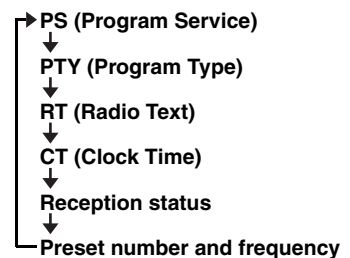 PS (Program Service)
PTY (Program Type)
RT (Radio Text)
CT (Clock Time)
Reception status
Preset number and frequency